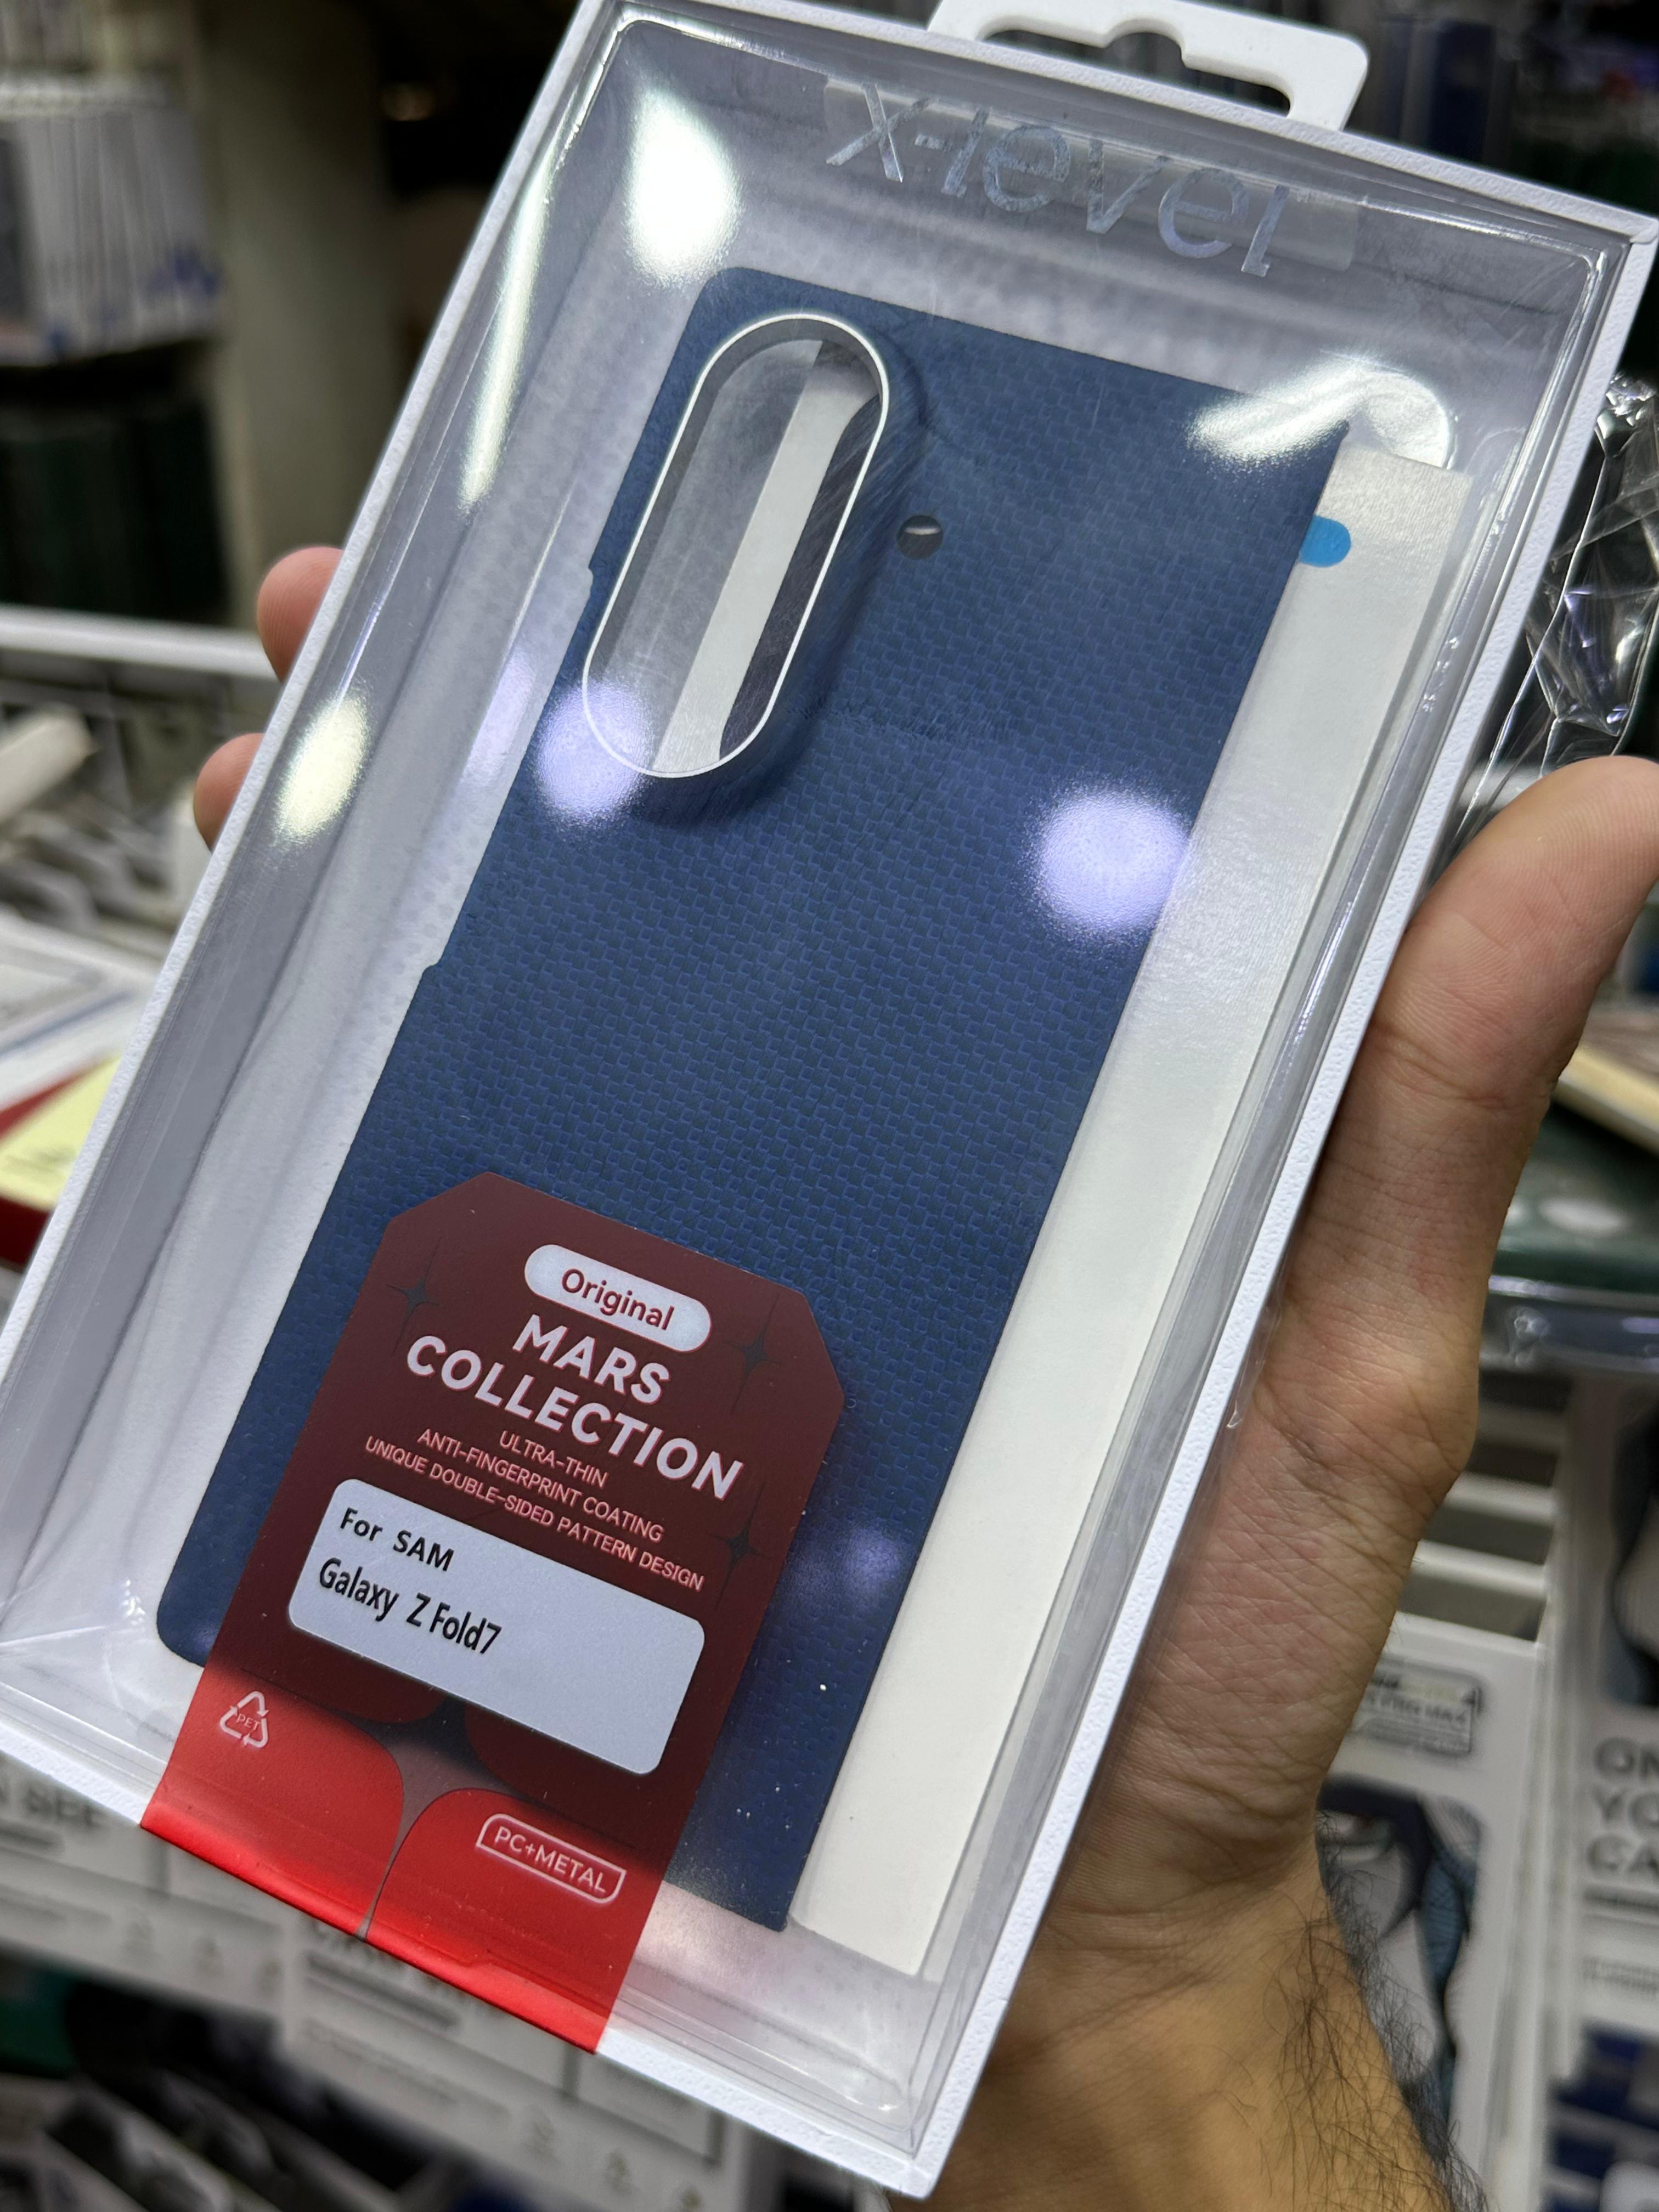 x-level
Original
MARS
COLLECTION
ULTRA-THIN
ANTI-FINGERPRINT COATING
UNIQUE DOUBLE-SIDED PATTERN DESIGN
For SAM
Galaxy Z Fold7
PET
PC+METAL
SEE